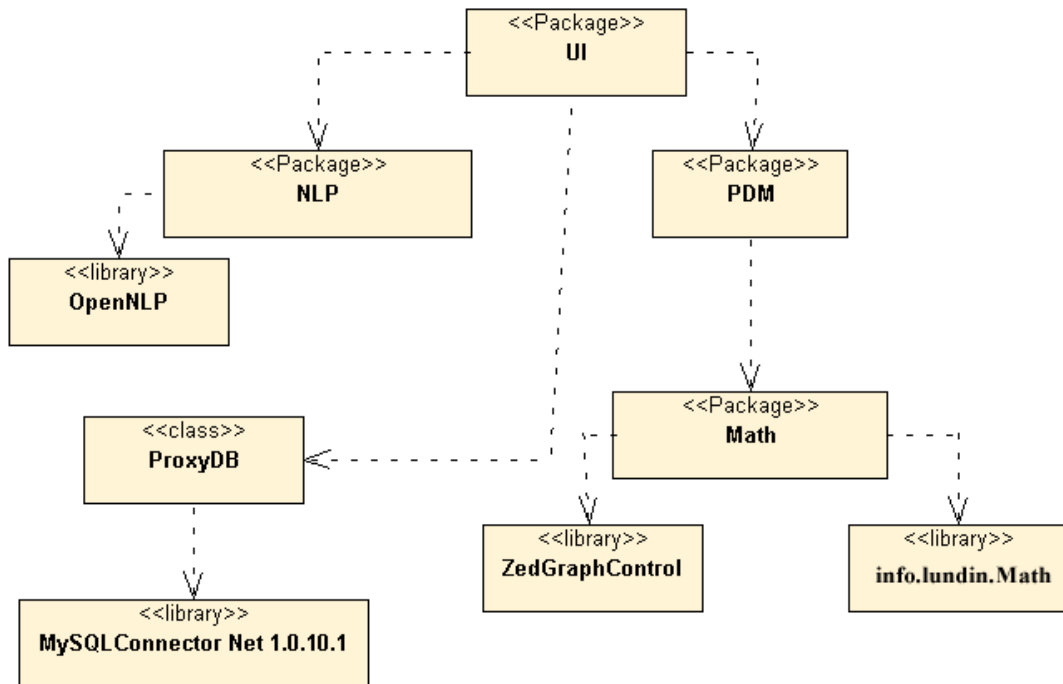 <<Package>>
UI
<<Package>>
NLP
<<Package>>
PDM
<<library>>
OpenNLP
<<Package>>
Math
<<class>>
ProxyDB
<<library>>
ZedGraphControl
<<library>>
info.lundin.Math
<<library>>
MySQLConnector Net 1.0.10.1